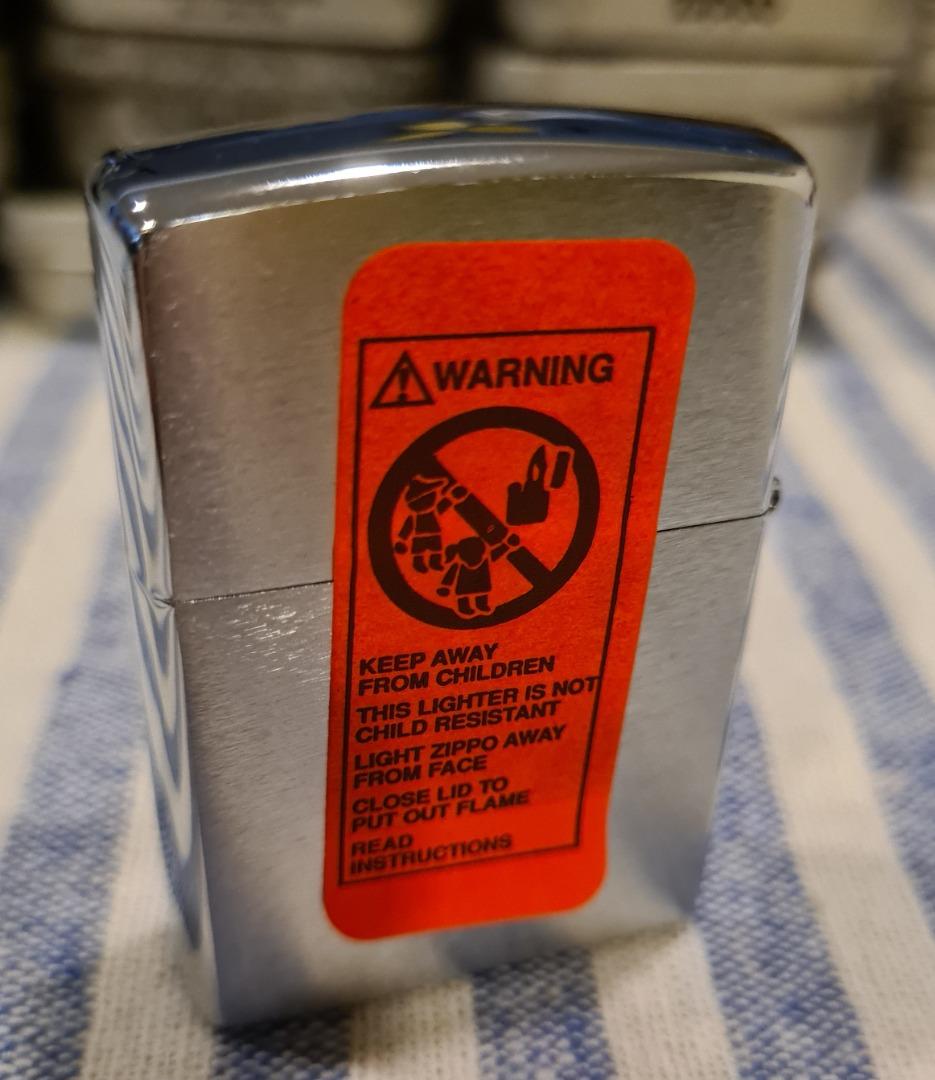 WARNING
KEEP AWAY
FROM CHILDREN
THIS LIGHTER IS NOT
CHILD RESISTANT
LIGHT ZIPPO AWAY
FROM FACE
CLOSE LID TO
PUT OUT FLAME
READ
INSTRUCTIONS